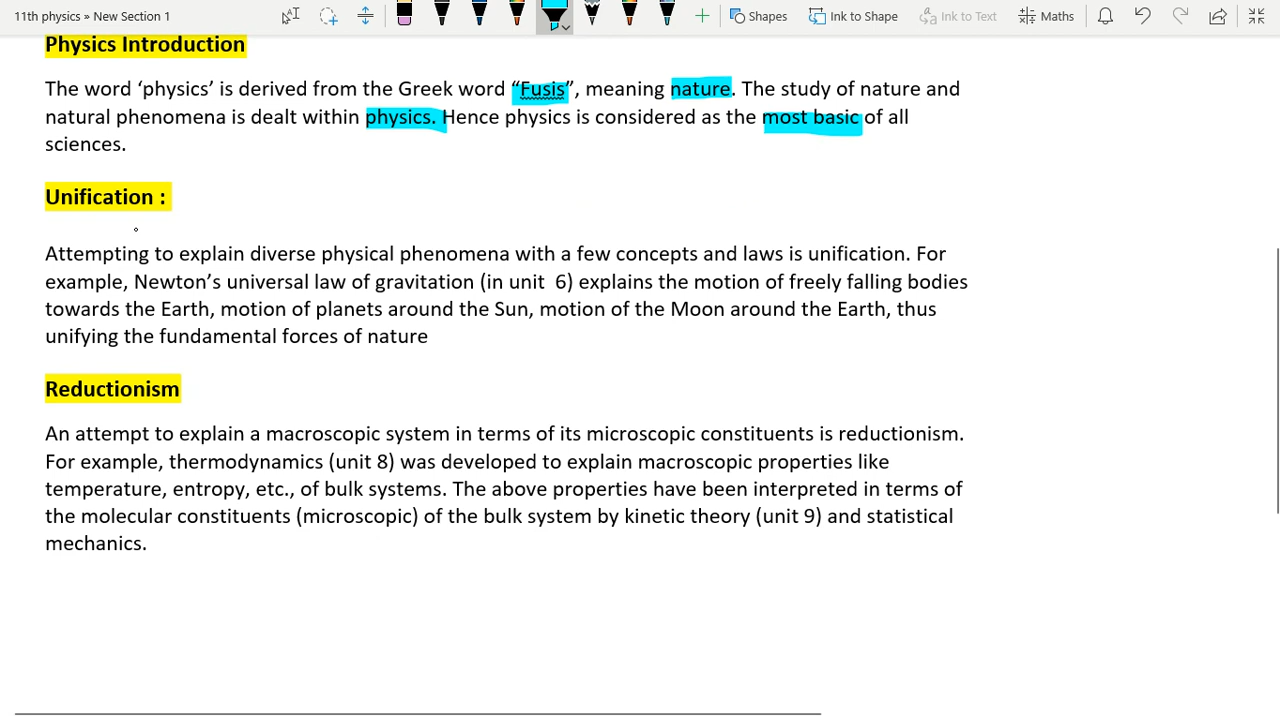 11th physics » New Section 1
Shapes
Ink to Shape
Ink to Text
Maths
Physics Introduction
The word ‘physics’ is derived from the Greek word “Fusis”, meaning nature. The study of nature and
natural phenomena is dealt within physics. Hence physics is considered as the most basic of all
sciences.
Unification :
Attempting to explain diverse physical phenomena with a few concepts and laws is unification. For
example, Newton’s universal law of gravitation (in unit  6) explains the motion of freely falling bodies
towards the Earth, motion of planets around the Sun, motion of the Moon around the Earth, thus
unifying the fundamental forces of nature
Reductionism
An attempt to explain a macroscopic system in terms of its microscopic constituents is reductionism.
For example, thermodynamics (unit 8) was developed to explain macroscopic properties like
temperature, entropy, etc., of bulk systems. The above properties have been interpreted in terms of
the molecular constituents (microscopic) of the bulk system by kinetic theory (unit 9) and statistical
mechanics.